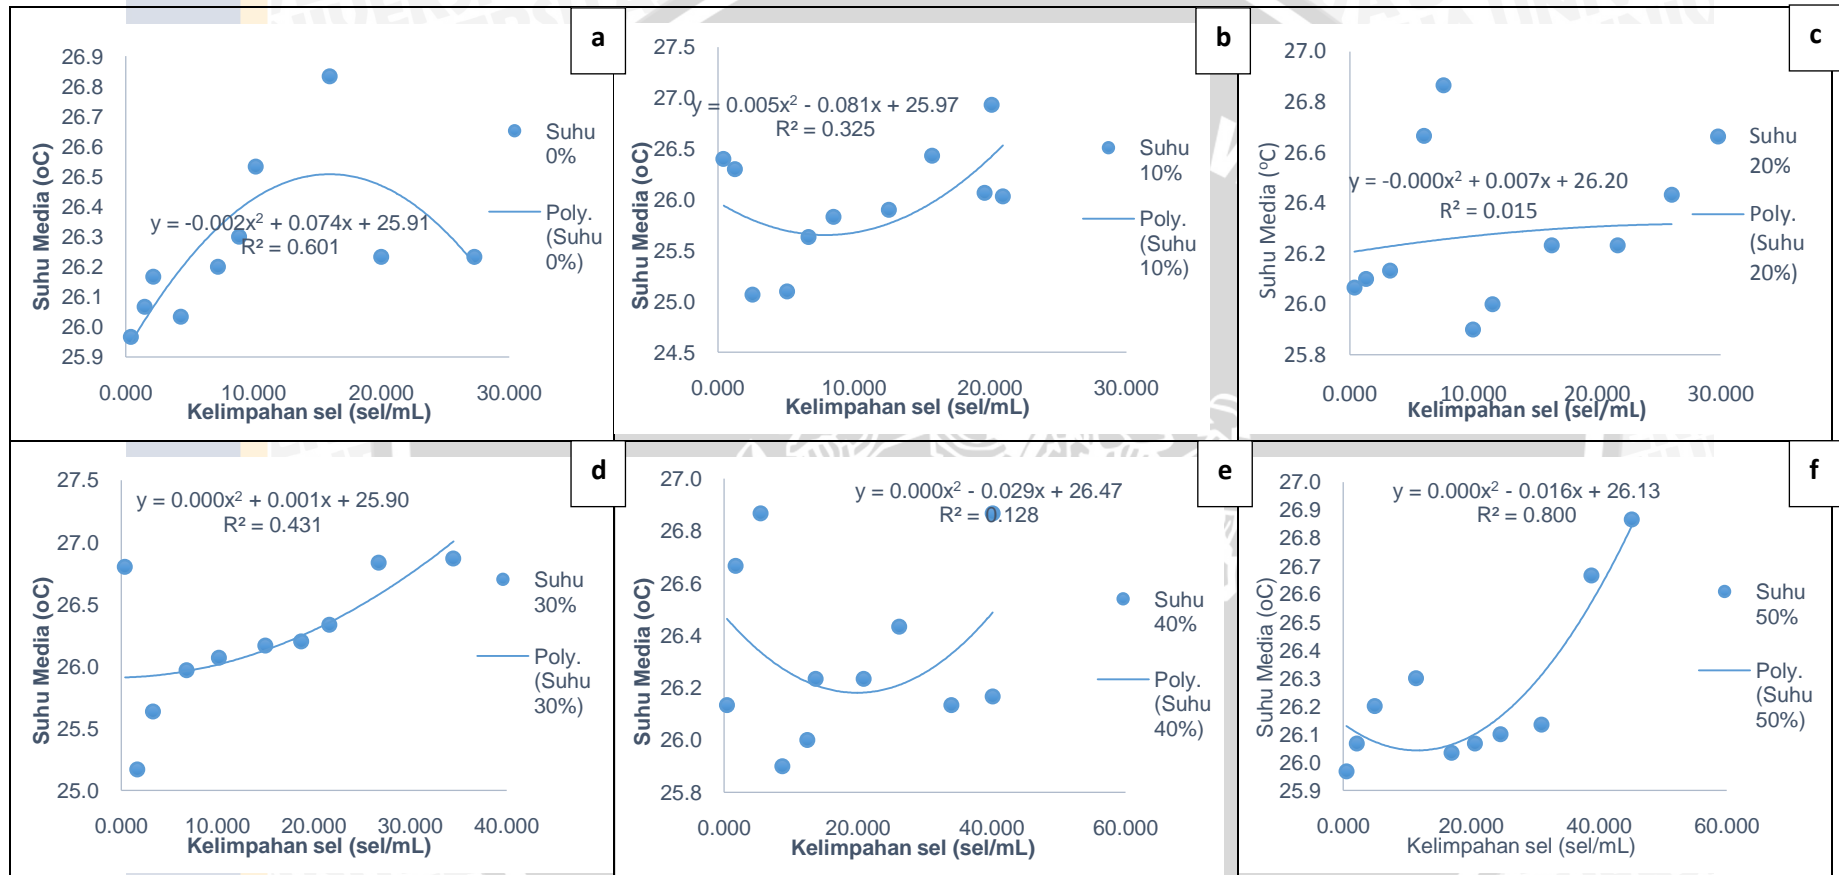 a
26.9
26.8
26.7
26.6
26.5
26.4
26.3
26.2
26.1
26.0
25.9
Suhu Media (oC)
y = -0.002x² + 0.074x + 25.91
R² = 0.601
Suhu
0%
Poly.
(Suhu
0%)
0.000 10.000 20.000 30.000
Kelimpahan sel (sel/mL)
b
27.5
27.0
26.5
26.0
25.5
25.0
24.5
Suhu Media (oC)
y = 0.005x² - 0.081x + 25.97
R² = 0.325
Suhu
10%
Poly.
(Suhu
10%)
0.000 10.000 20.000 30.000
Kelimpahan sel (sel/mL)
c
27.0
26.8
26.6
26.4
26.2
26.0
25.8
Suhu Media (ºC)
y = -0.000x² + 0.007x + 26.20
R² = 0.015
Suhu
20%
Poly.
(Suhu
20%)
0.000 10.000 20.000 30.000
Kelimpahan sel (sel/mL)
d
27.5
27.0
26.5
26.0
25.5
25.0
Suhu Media (oC)
y = 0.000x² + 0.001x + 25.90
R² = 0.431
Suhu
30%
Poly.
(Suhu
30%)
0.000 10.000 20.000 30.000 40.000
Kelimpahan sel (sel/mL)
e
27.0
26.8
26.6
26.4
26.2
26.0
25.8
Suhu Media (oC)
y = 0.000x² - 0.029x + 26.47
R² = 0.128
Suhu
40%
Poly.
(Suhu
40%)
0.000 20.000 40.000 60.000
Kelimpahan sel (sel/mL)
f
27.0
26.9
26.8
26.7
26.6
26.5
26.4
26.3
26.2
26.1
26.0
25.9
Suhu Media (oC)
y = 0.000x² - 0.016x + 26.13
R² = 0.800
Suhu
50%
Poly.
(Suhu
50%)
0.000 20.000 40.000 60.000
Kelimpahan sel (sel/mL)